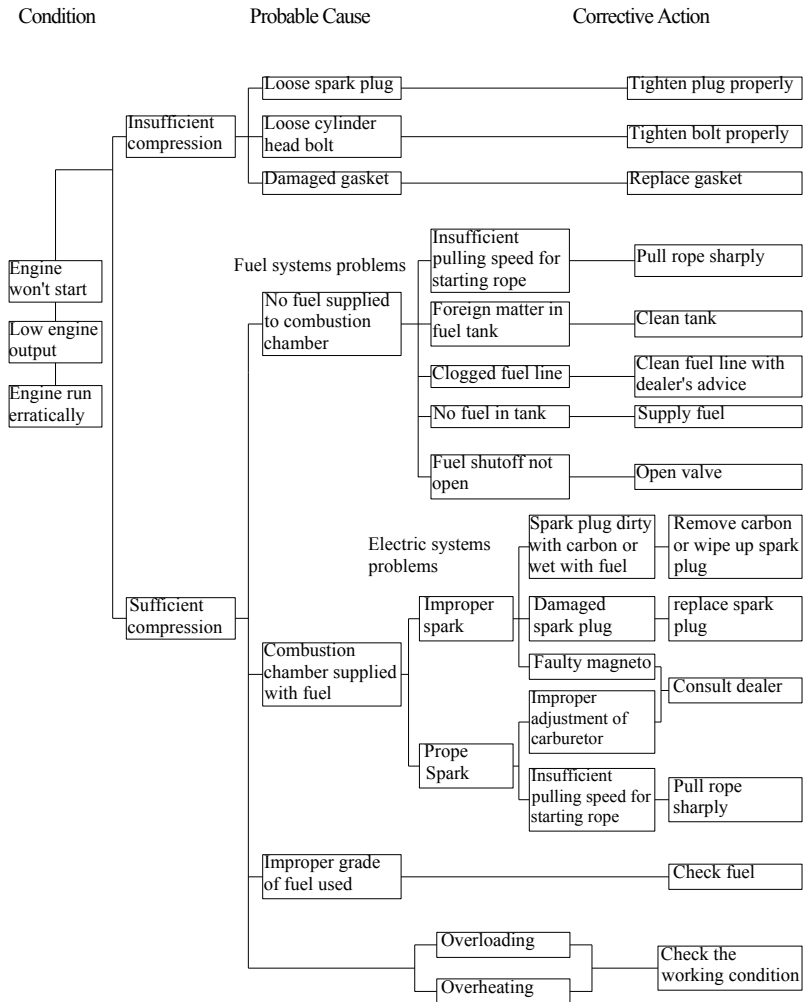 Condition
Probable Cause
Corrective Action
Loose spark plug
Tighten plug properly
Insufficient
compression
Loose cylinder
head bolt
Tighten bolt properly
Damaged gasket
Replace gasket
Engine
won't start
Low engine
output
Engine run
erratically
Fuel systems problems
No fuel supplied
to combustion
chamber
Insufficient
pulling speed for
starting rope
Pull rope sharply
Foreign matter in
fuel tank
Clean tank
Clogged fuel line
Clean fuel line with
dealer's advice
No fuel in tank
Supply fuel
Fuel shutoff not
open
Open valve
Electric systems
problems
Sufficient
compression
Combustion
chamber supplied
with fuel
Improper
spark
Spark plug dirty
with carbon or
wet with fuel
Remove carbon
or wipe up spark
plug
Damaged
spark plug
replace spark
plug
Faulty magneto
Consult dealer
Prope
Spark
Improper
adjustment of
carburetor
Insufficient
pulling speed for
starting rope
Pull rope
sharply
Improper grade
of fuel used
Check fuel
Overloading
Overheating
Check the
working condition